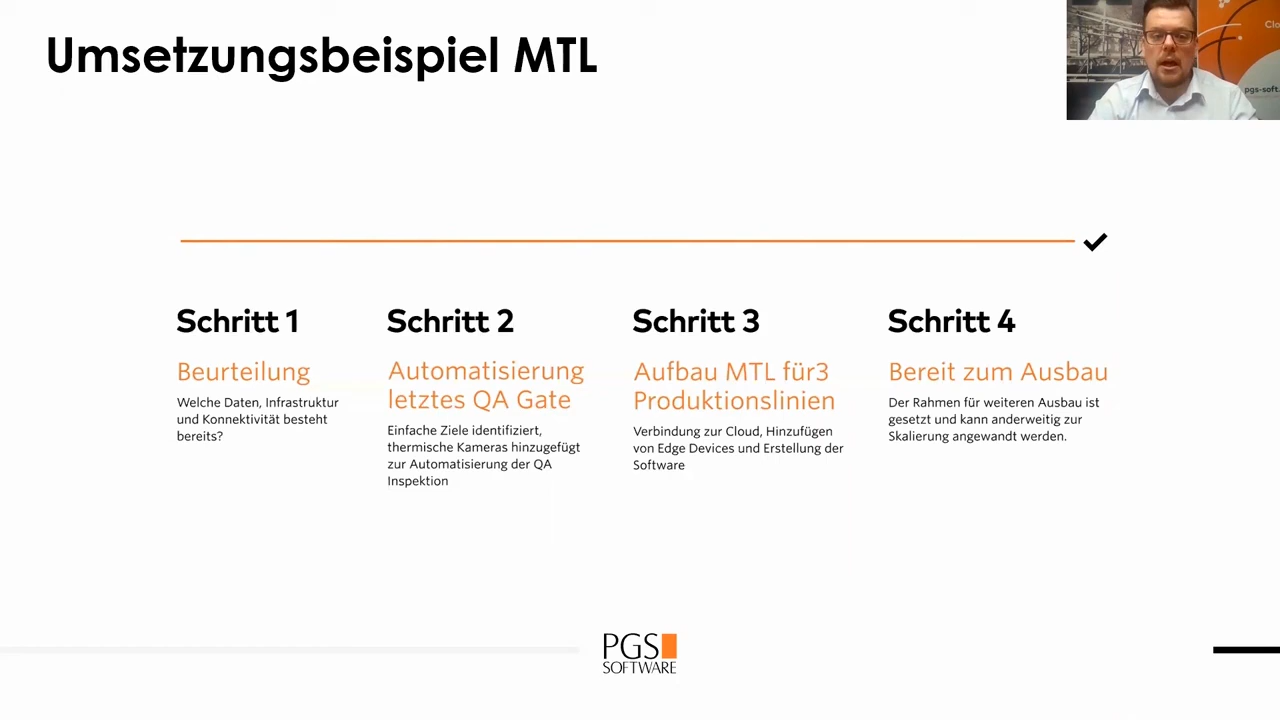 Umsetzungsbeispiel MTL
Clo
pgs-soft.
Schritt 1
Beurteilung
Welche Daten, Infrastruktur
und Konnektivität besteht
bereits?
Schritt 2
Automatisierung
letztes QA Gate
Einfache Ziele identifiziert,
thermische Kameras hinzugefügt
zur Automatisierung der QA
Inspektion
Schritt 3
Aufbau MTL für3
Produktionslinien
Verbindung zur Cloud, Hinzufügen
von Edge Devices und Erstellung der
Software
Schritt 4
Bereit zum Ausbau
Der Rahmen für weiteren Ausbau ist
gesetzt und kann anderweitig zur
Skalierung angewandt werden.
PGS
SOFTWARE